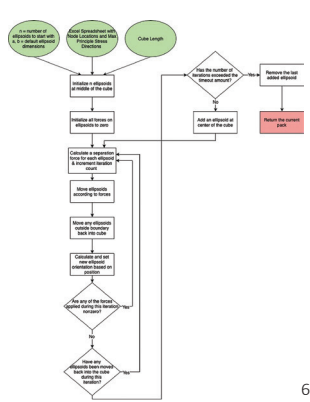 n = number of
ellipsoids to start with
a, b = default ellipsoid
dimensions
Excel Spreadsheet with
Node Locations and Max
Principle Stress
Directions
Cube Length
Initialize n ellipsoids
at middle of the cube
Initialize all forces on
ellipsoids to zero
Calculate a separation
force for each ellipsoid
& increment iteration
count
Move ellipsoids
according to forces
Move any ellipsoids
outside boundary
back into cube
Calculate and set
new ellipsoid
orientation based on
position
Are any of the forces
applied during this iteration
nonzero?
Yes
No
Have any
ellipsoids been moved
back into the cube
during this
iteration?
Yes
Has the number of
iterations exceeded the
timeout amount?
Yes
No
Add an ellipsoid at
center of the cube
Remove the last
added ellipsoid
Return the current
pack
6